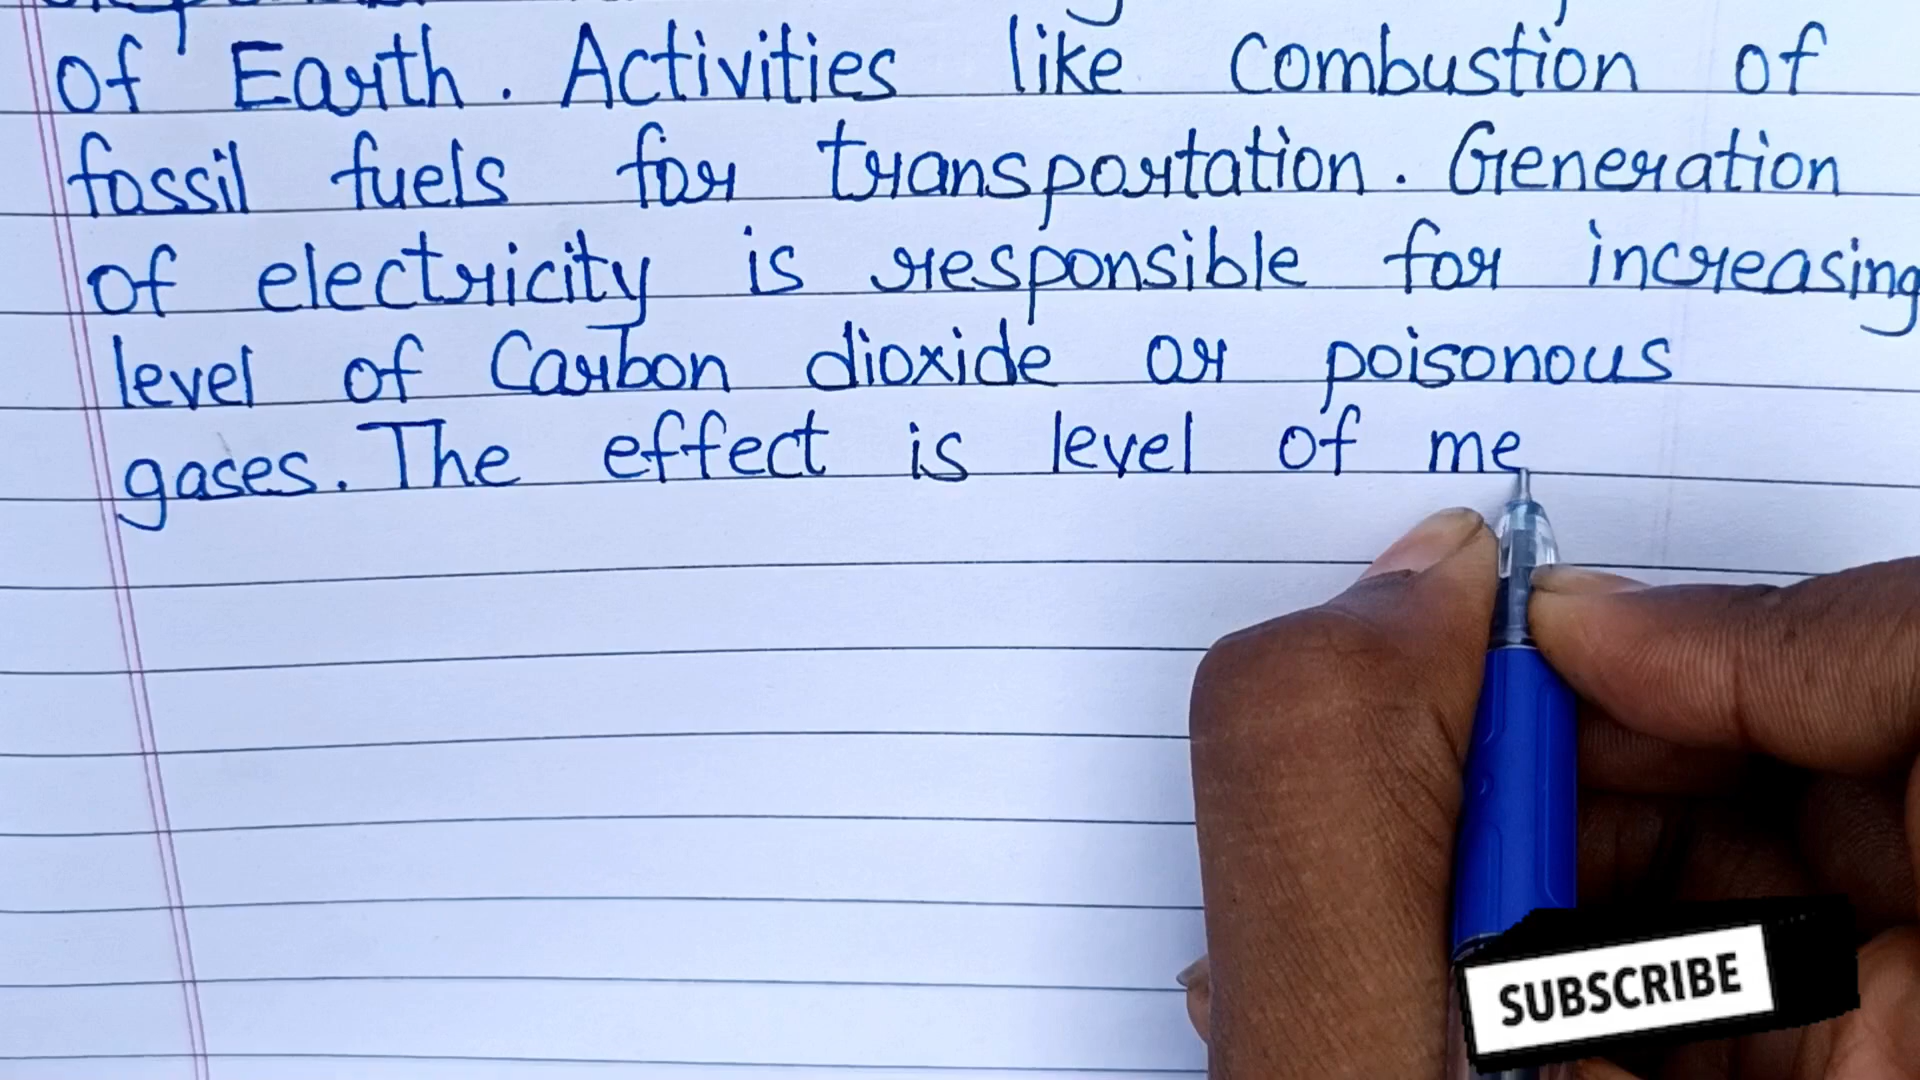 of Earth. Activities like combustion of
fossil fuels for transportation. Generation
of electricity is responsible for increasing
level of Carbon dioxide or poisonous
gases. The effect is level of me
SUBSCRIBE